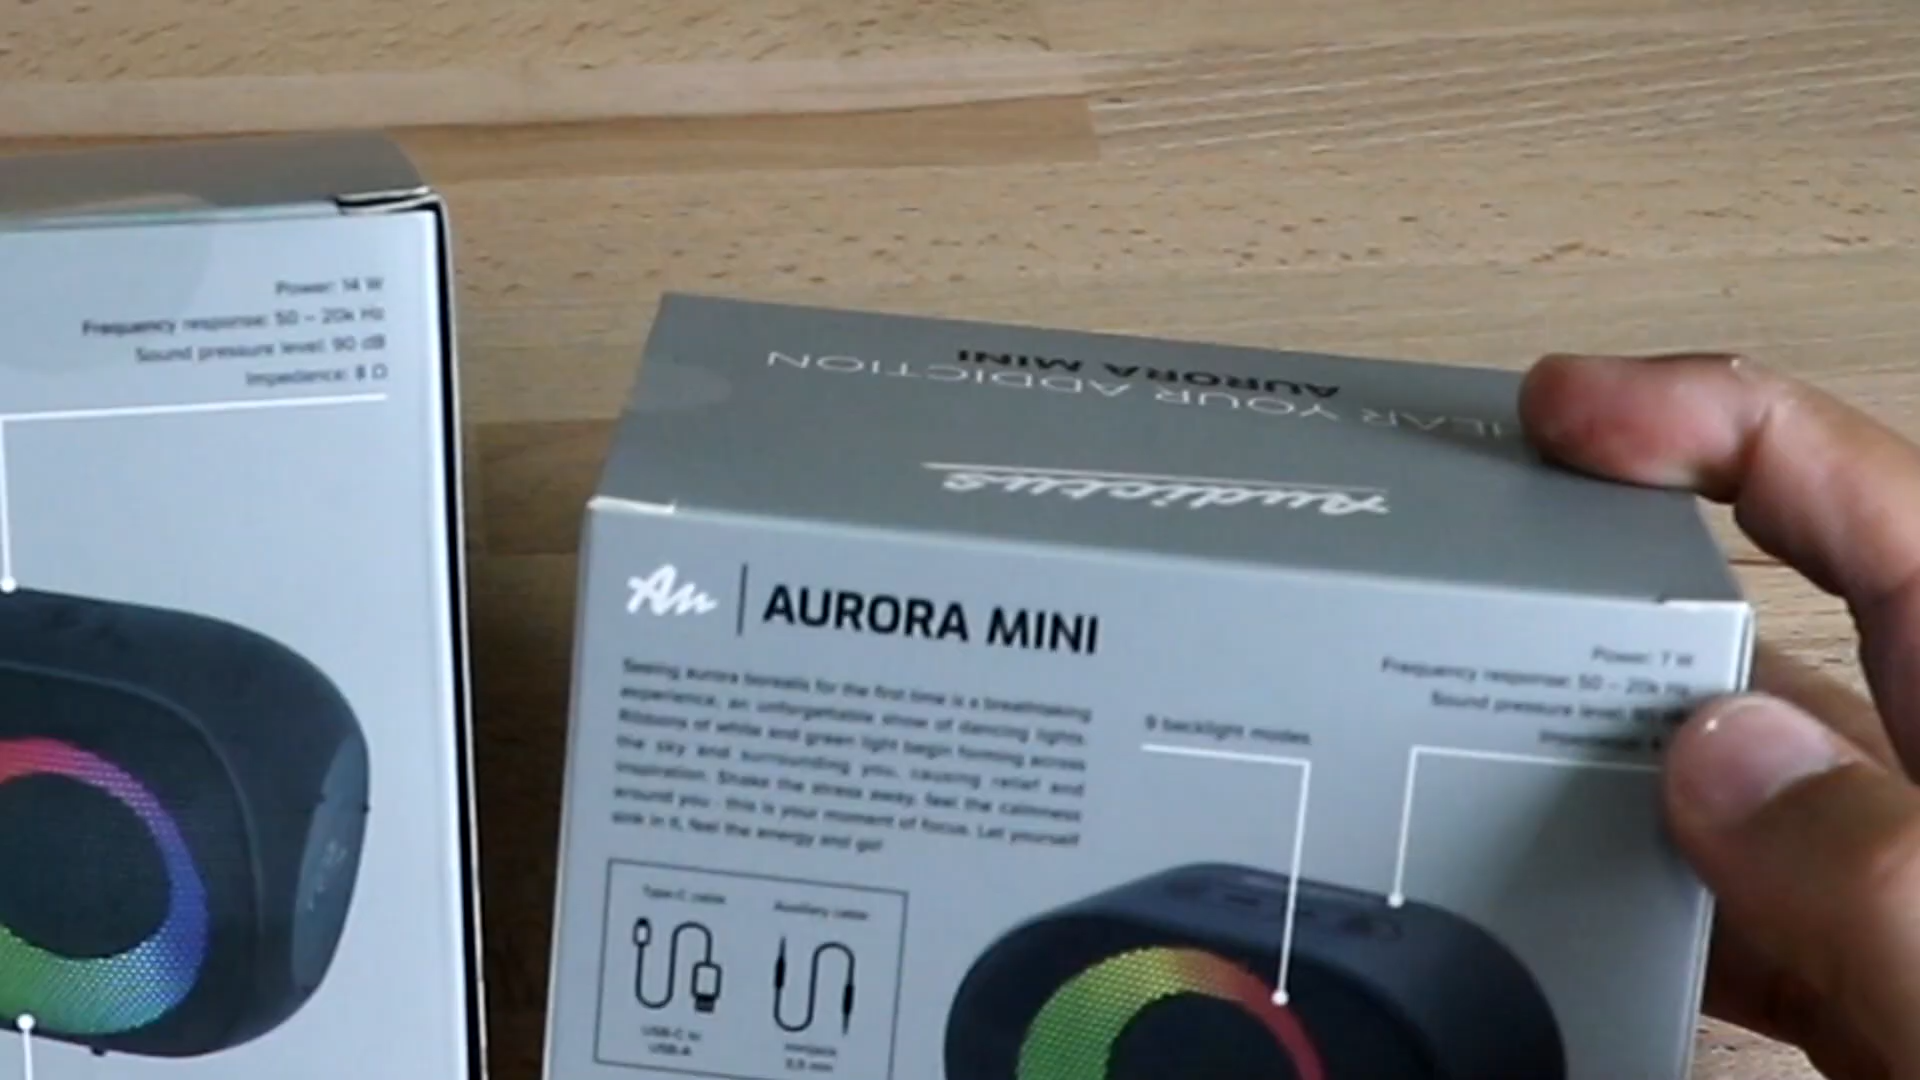 Power: 14 W
Frequency response: 50 – 20k Hz
Sound pressure level: 90 dB
Impedance: 8 Ω
AURORA MINI
HEAR YOUR ADDICTION
Audictus
Au | AURORA MINI
Seeing aurora borealis for the first time is a breathtaking
experience, an unforgettable show of dancing lights.
Ribbons of white and green light begin forming across
the sky and surrounding you, causing relief and
inspiration. Shake the stress away, feel the calmness
around you - this is your moment of focus. Let yourself
sink in it, feel the energy and go!
Power: 7 W
Frequency response: 50 – 20k Hz
Sound pressure level:
9 backlight modes
Type-C cable
Auxiliary cable
USB-C to
USB-A
minijack
3,5 mm